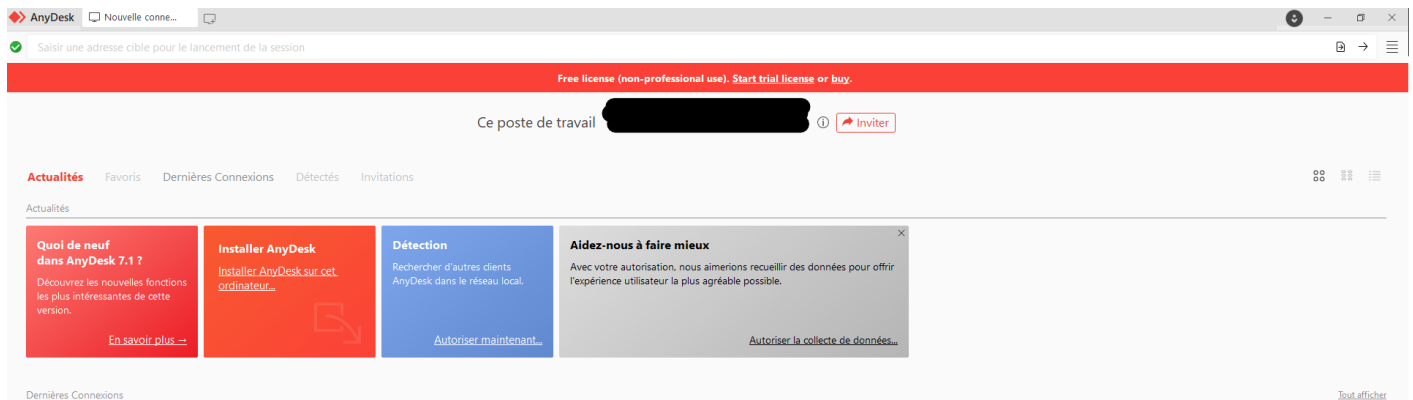 AnyDesk Nouvelle conne...
Saisir une adresse cible pour le lancement de la session
Free license (non-professional use). Start trial license or buy.
Ce poste de travail Inviter
Actualités Favoris Dernières Connexions Détectés Invitations
Actualités
Quoi de neuf
dans AnyDesk 7.1 ?
Découvrez les nouvelles fonctions
les plus intéressantes de cette
version.
En savoir plus →
Installer AnyDesk
Installer AnyDesk sur cet
ordinateur...
Détection
Rechercher d'autres clients
AnyDesk dans le réseau local.
Autoriser maintenant...
Aidez-nous à faire mieux
Avec votre autorisation, nous aimerions recueillir des données pour offrir
l'expérience utilisateur la plus agréable possible.
Autoriser la collecte de données...
Dernières Connexions Tout afficher